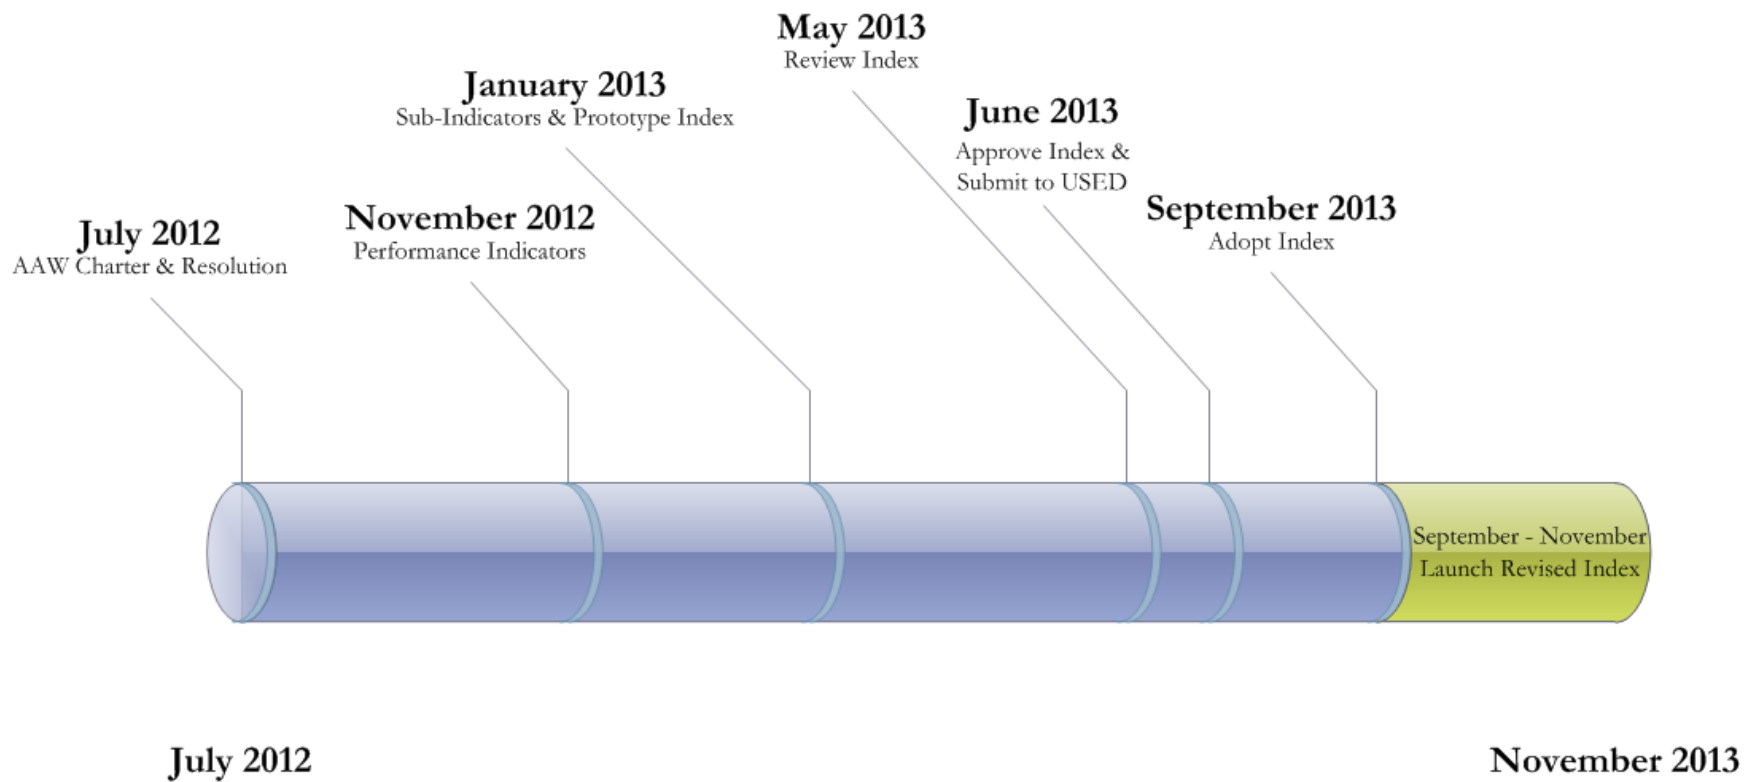 May 2013
Review Index
January 2013
Sub-Indicators & Prototype Index
June 2013
Approve Index &
Submit to USED
September 2013
Adopt Index
November 2012
Performance Indicators
July 2012
AAW Charter & Resolution
September - November
Launch Revised Index
July 2012
November 2013